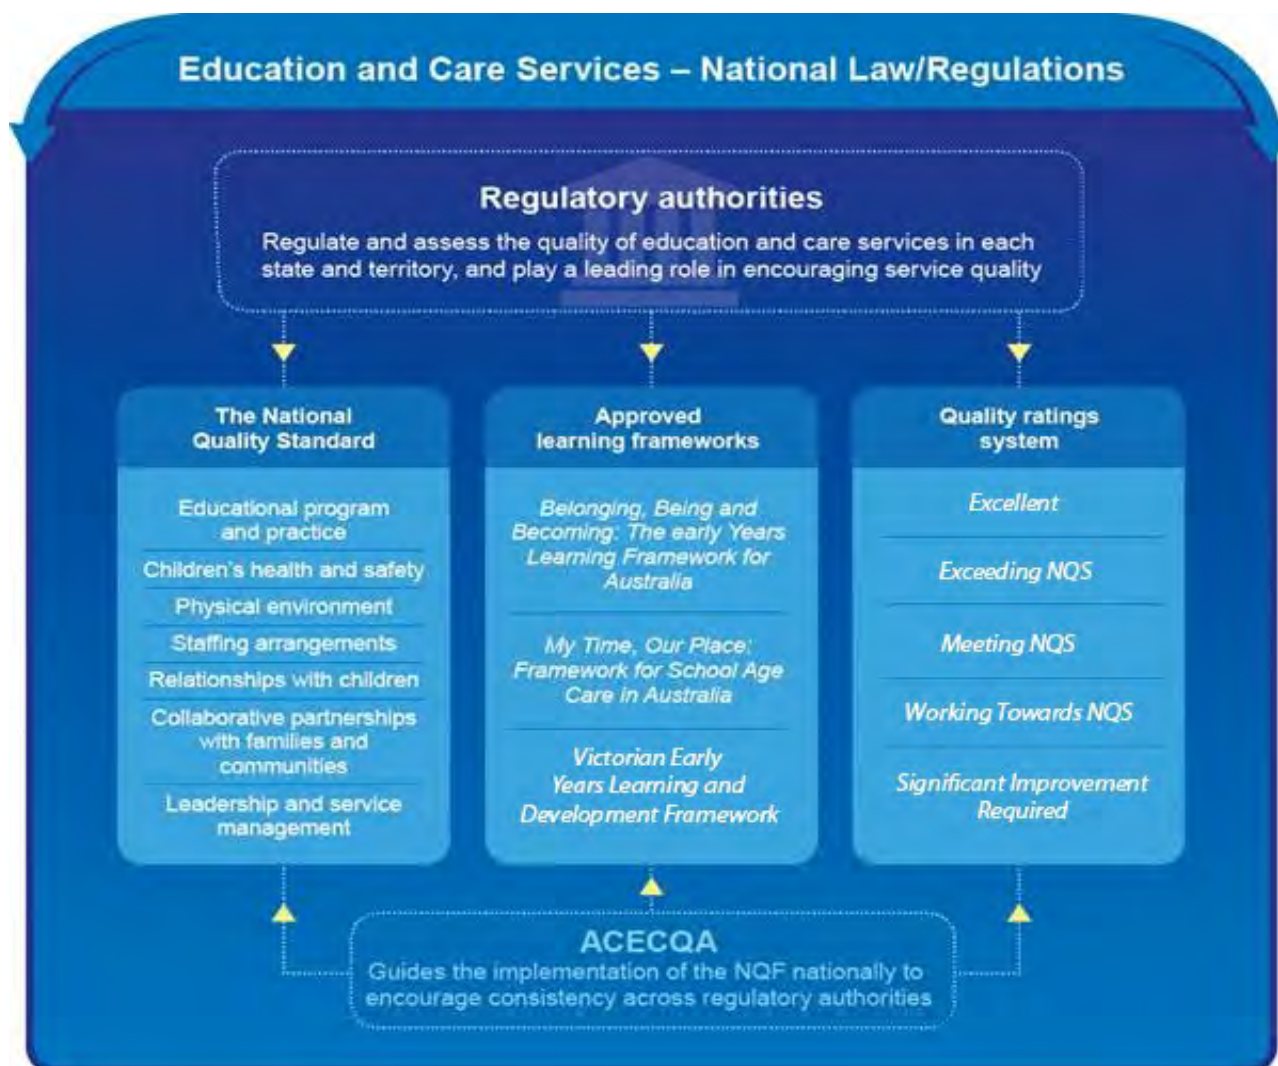 Education and Care Services – National Law/Regulations
Regulatory authorities
Regulate and assess the quality of education and care services in each
state and territory, and play a leading role in encouraging service quality
The National
Quality Standard
Educational program
and practice
Children's health and safety
Physical environment
Staffing arrangements
Relationships with children
Collaborative partnerships
with families and
communities
Leadership and service
management
Approved
learning frameworks
Belonging, Being and
Becoming: The early Years
Learning Framework for
Australia
My Time, Our Place:
Framework for School Age
Care in Australia
Victorian Early
Years Learning and
Development Framework
Quality ratings
system
Excellent
Exceeding NQS
Meeting NQS
Working Towards NQS
Significant Improvement
Required
ACECQA
Guides the implementation of the NQF nationally to
encourage consistency across regulatory authorities